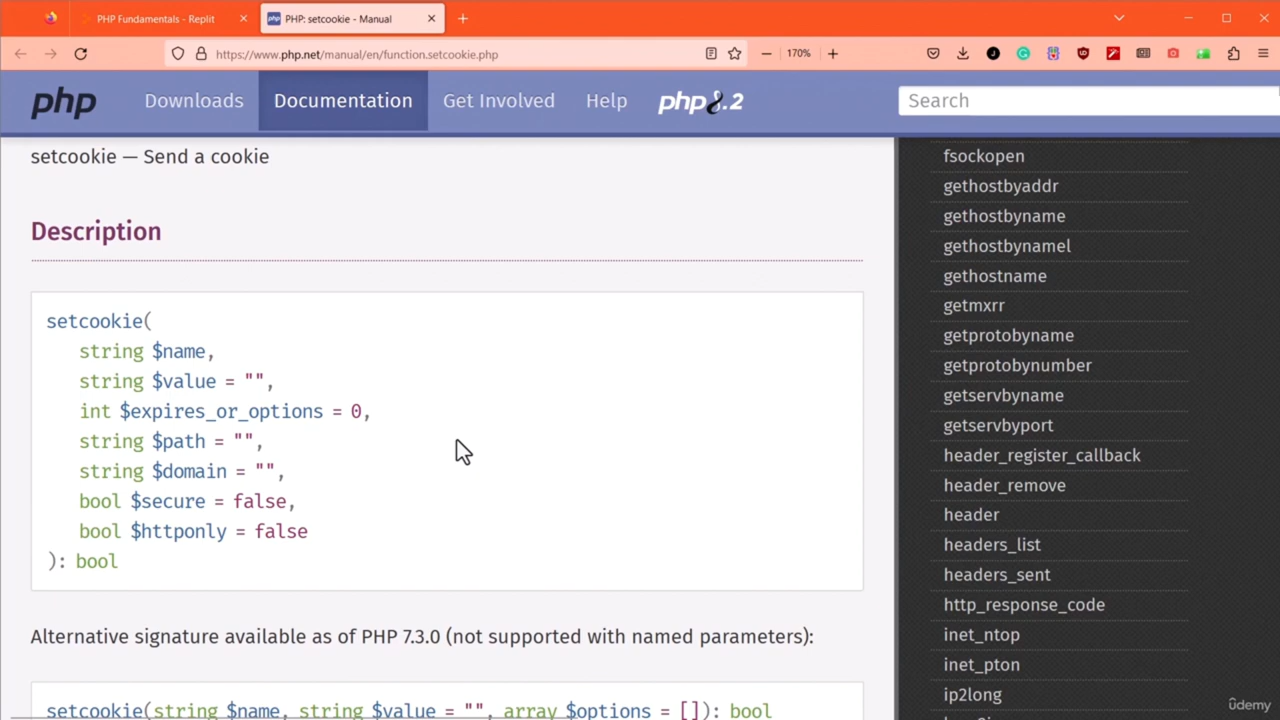 PHP Fundamentals - Replit
PHP: setcookie - Manual
https://www.php.net/manual/en/function.setcookie.php
170%
php
Downloads
Documentation
Get Involved
Help
php8.2
Search
setcookie — Send a cookie
Description
setcookie(
string $name,
string $value = "",
int $expires_or_options = 0,
string $path = "",
string $domain = "",
bool $secure = false,
bool $httponly = false
): bool
Alternative signature available as of PHP 7.3.0 (not supported with named parameters):
setcookie(string $name, string $value = "", array $options = []): bool
fsockopen
gethostbyaddr
gethostbyname
gethostbynamel
gethostname
getmxrr
getprotobyname
getprotobynumber
getservbyname
getservbyport
header_register_callback
header_remove
header
headers_list
headers_sent
http_response_code
inet_ntop
inet_pton
ip2long
udemy